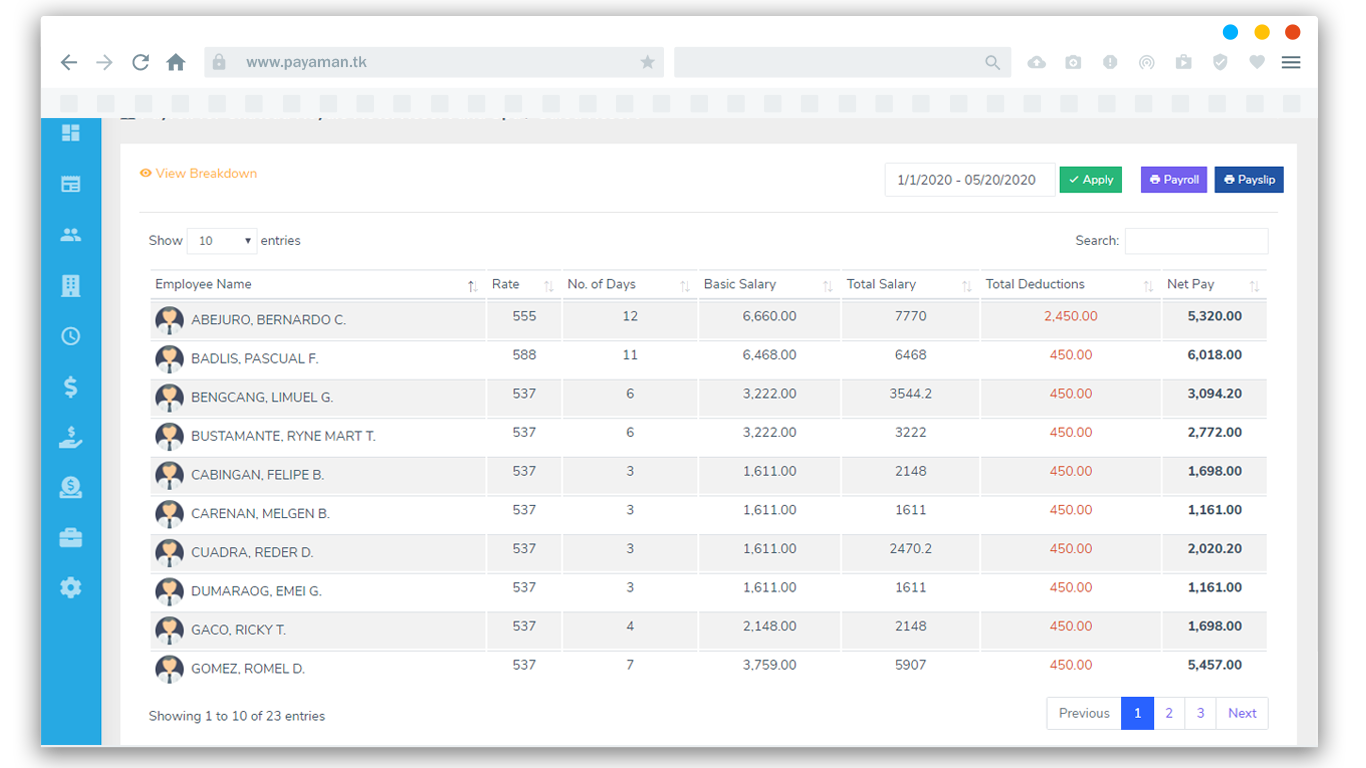 www.payaman.tk
View Breakdown
1/1/2020 - 05/20/2020 Apply Payroll Payslip
Show 10 entries Search:
Employee Name Rate No. of Days Basic Salary Total Salary Total Deductions Net Pay
ABEJURO, BERNARDO C. 555 12 6,660.00 7770 2,450.00 5,320.00
BADLIS, PASCUAL F. 588 11 6,468.00 6468 450.00 6,018.00
BENGCANG, LIMUEL G. 537 6 3,222.00 3544.2 450.00 3,094.20
BUSTAMANTE, RYNE MART T. 537 6 3,222.00 3222 450.00 2,772.00
CABINGAN, FELIPE B. 537 3 1,611.00 2148 450.00 1,698.00
CARENAN, MELGEN B. 537 3 1,611.00 1611 450.00 1,161.00
CUADRA, REDER D. 537 3 1,611.00 2470.2 450.00 2,020.20
DUMARAOG, EMEI G. 537 3 1,611.00 1611 450.00 1,161.00
GACO, RICKY T. 537 4 2,148.00 2148 450.00 1,698.00
GOMEZ, ROMEL D. 537 7 3,759.00 5907 450.00 5,457.00
Showing 1 to 10 of 23 entries
Previous 1 2 3 Next